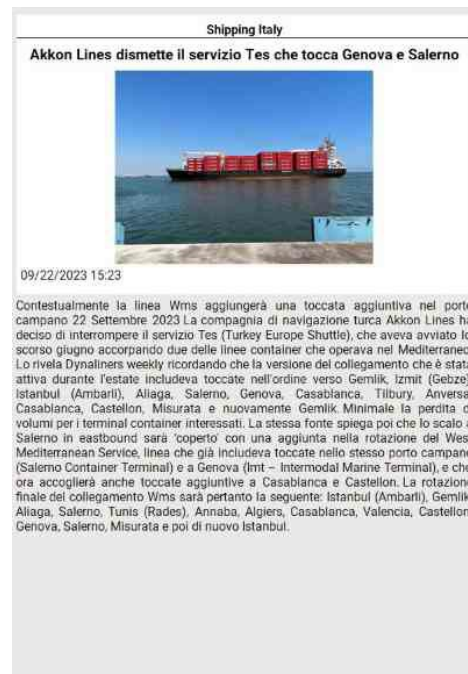 Shipping Italy
Akkon Lines dismette il servizio Tes che tocca Genova e Salerno
09/22/2023 15:23
Contestualmente la linea Wms aggiungerà una toccata aggiuntiva nel porto
campano 22 Settembre 2023 La compagnia di navigazione turca Akkon Lines ha
deciso di interrompere il servizio Tes (Turkey Europe Shuttle), che aveva avviato lo
scorso giugno accorpando due delle linee container che operava nel Mediterraneo
Lo rivela Dynaliners weekly ricordando che la versione del collegamento che è stata
attiva durante l'estate includeva toccate nell'ordine verso Gemlik, Izmit (Gebze)
Istanbul (Ambarli), Aliaga, Salerno, Genova, Casablanca, Tilbury, Anversa
Casablanca, Castellon, Misurata e nuovamente Gemlik. Minimale la perdita d
volumi per i terminal container interessati. La stessa fonte spiega poi che lo scalo a
Salerno in eastbound sarà 'coperto' con una aggiunta nella rotazione del Wes
Mediterranean Service, linea che già includeva toccate nello stesso porto campano
(Salerno Container Terminal) e a Genova (Imt – Intermodal Marine Terminal), e che
ora accoglierà anche toccate aggiuntive a Casablanca e Castellon. La rotazione
finale del collegamento Wms sarà pertanto la seguente: Istanbul (Ambarli), Gemlik
Aliaga, Salerno, Tunis (Rades), Annaba, Algiers, Casablanca, Valencia, Castellon
Genova, Salerno, Misurata e poi di nuovo Istanbul.